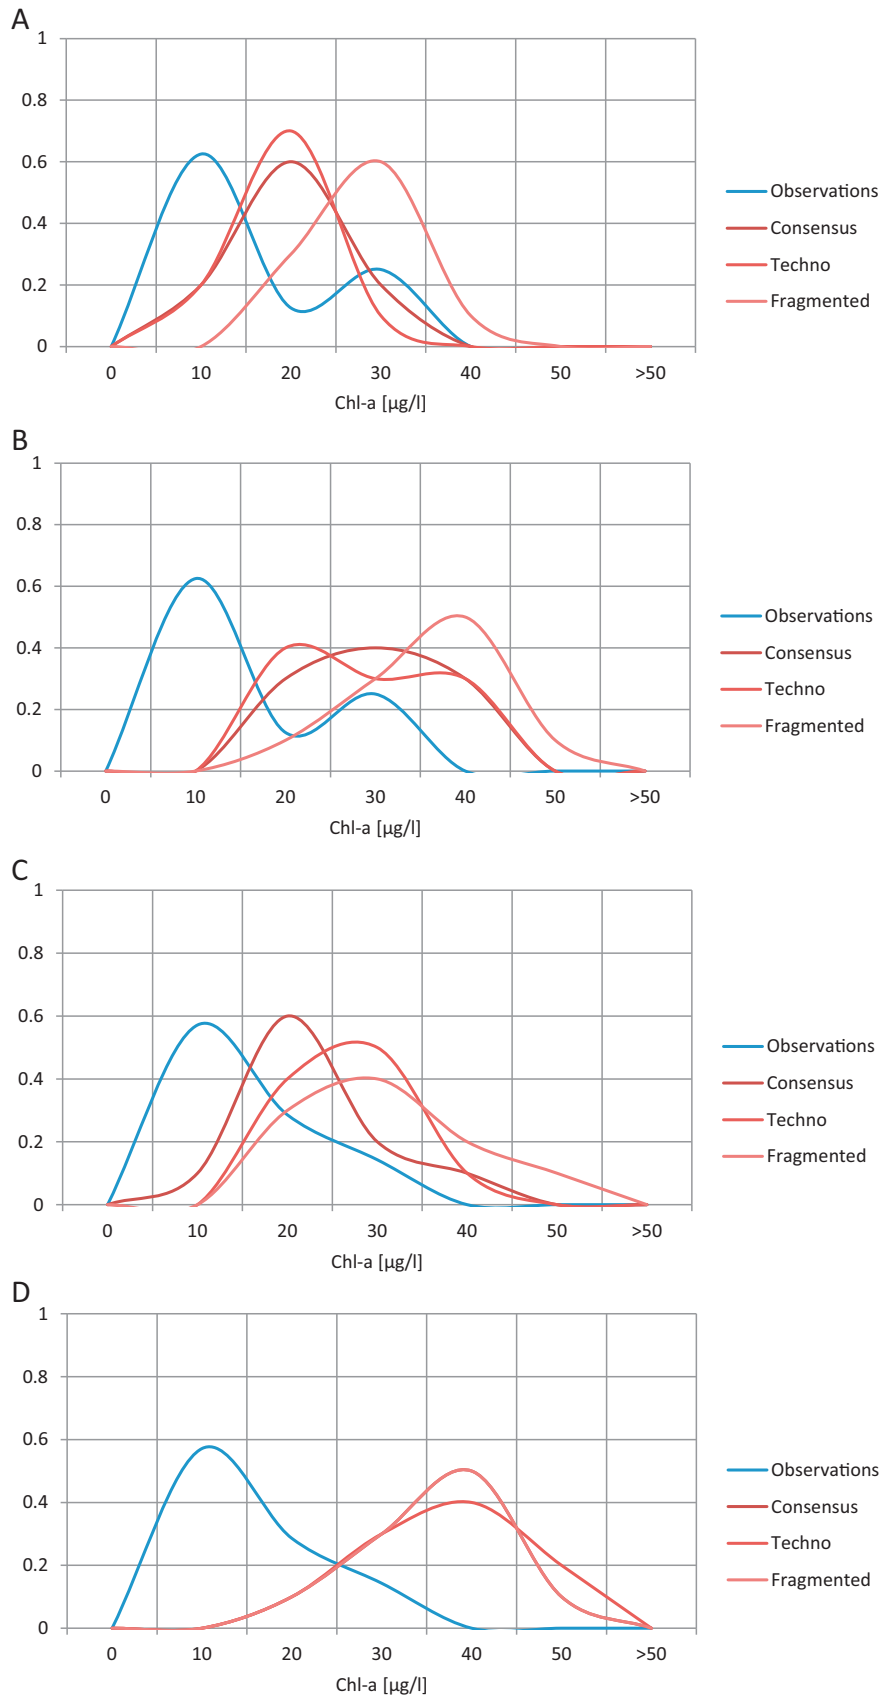 A
1
0.8
0.6
0.4
0.2
0
0 10 20 30 40 50 >50
Chl-a [µg/l]
Observations
Consensus
Techno
Fragmented
B
1
0.8
0.6
0.4
0.2
0
0 10 20 30 40 50 >50
Chl-a [µg/l]
Observations
Consensus
Techno
Fragmented
C
1
0.8
0.6
0.4
0.2
0
0 10 20 30 40 50 >50
Chl-a [µg/l]
Observations
Consensus
Techno
Fragmented
D
1
0.8
0.6
0.4
0.2
0
0 10 20 30 40 50 >50
Chl-a [µg/l]
Observations
Consensus
Techno
Fragmented